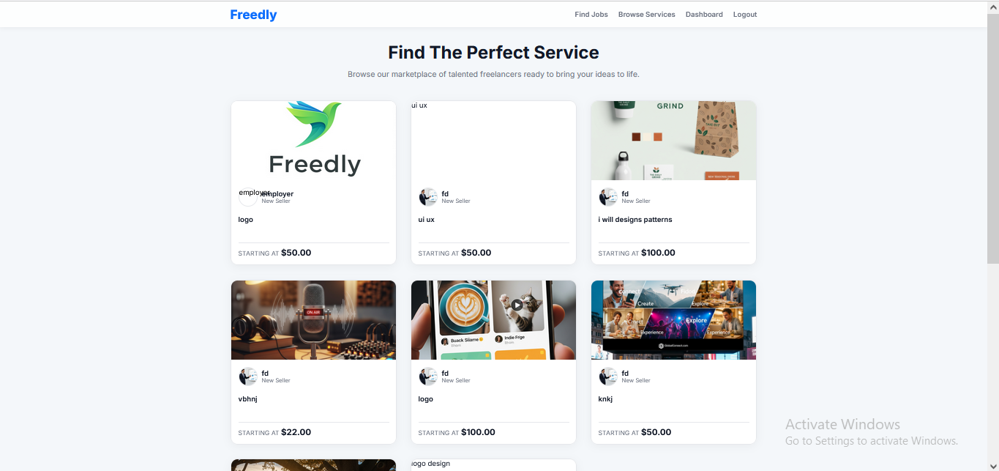 Freedly
Find Jobs Browse Services Dashboard Logout
Find The Perfect Service
Browse our marketplace of talented freelancers ready to bring your ideas to life.
Freedly
employer
employer
New Seller
logo
STARTING AT $50.00
ui ux
fd
New Seller
ui ux
STARTING AT $50.00
GRIND
fd
New Seller
i will designs patterns
STARTING AT $100.00
ON AIR
fd
New Seller
vbhnj
STARTING AT $22.00
Buack Sliame
Indie Frge
fd
New Seller
logo
STARTING AT $100.00
connect
Create
Explore
Explore
Experience
Experience
GlobalConnect.com
fd
New Seller
knkj
STARTING AT $50.00
logo design
Activate Windows
Go to Settings to activate Windows.